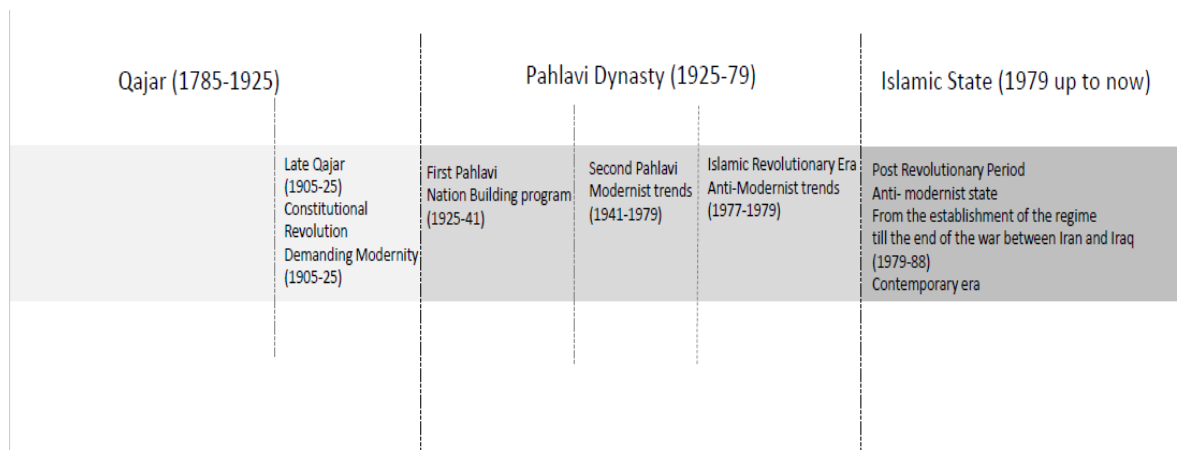 Qajar (1785-1925)
Pahlavi Dynasty (1925-79)
Islamic State (1979 up to now)
Late Qajar
(1905-25)
Constitutional
Revolution
Demanding Modernity
(1905-25)
First Pahlavi
Nation Building program
(1925-41)
Second Pahlavi
Modernist trends
(1941-1979)
Islamic Revolutionary Era
Anti-Modernist trends
(1977-1979)
Post Revolutionary Period
Anti- modernist state
From the establishment of the regime
till the end of the war between Iran and Iraq
(1979-88)
Contemporary era